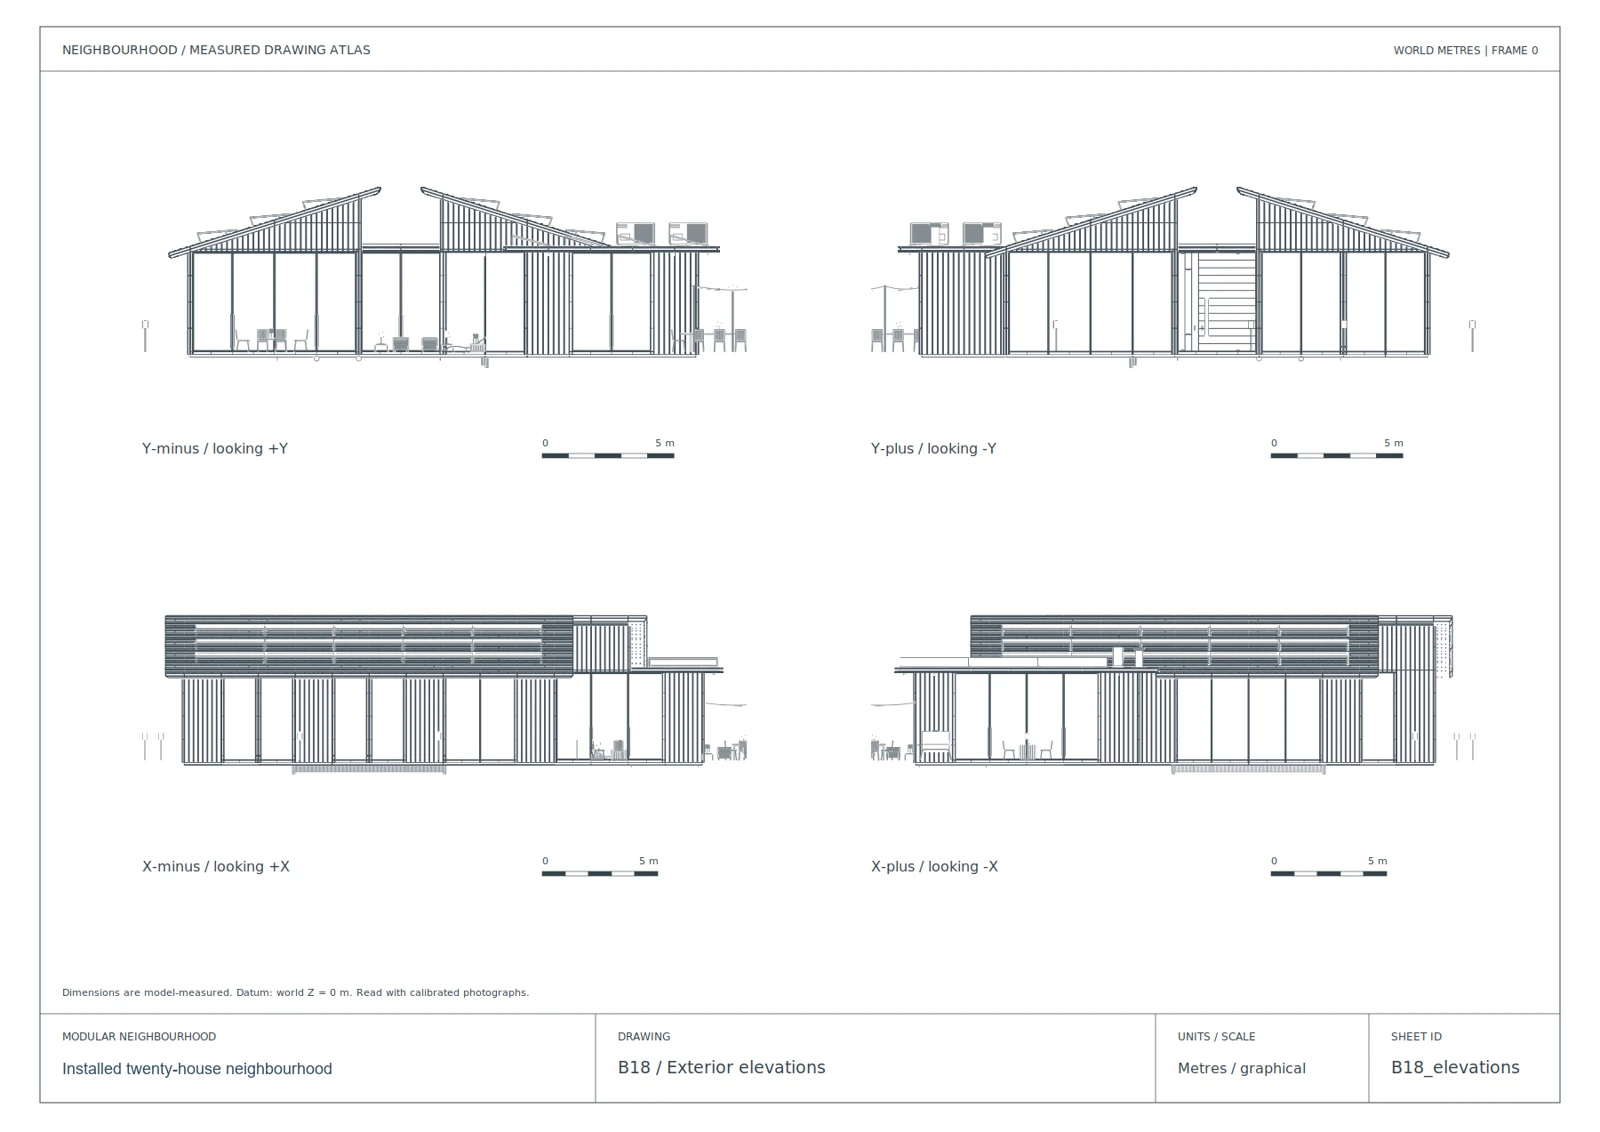 NEIGHBOURHOOD / MEASURED DRAWING ATLAS
WORLD METRES | FRAME 0
Y-minus / looking +Y
0 5 m
Y-plus / looking -Y
0 5 m
X-minus / looking +X
0 5 m
X-plus / looking -X
0 5 m
Dimensions are model-measured. Datum: world Z = 0 m. Read with calibrated photographs.
MODULAR NEIGHBOURHOOD
Installed twenty-house neighbourhood
DRAWING
B18 / Exterior elevations
UNITS / SCALE
Metres / graphical
SHEET ID
B18_elevations